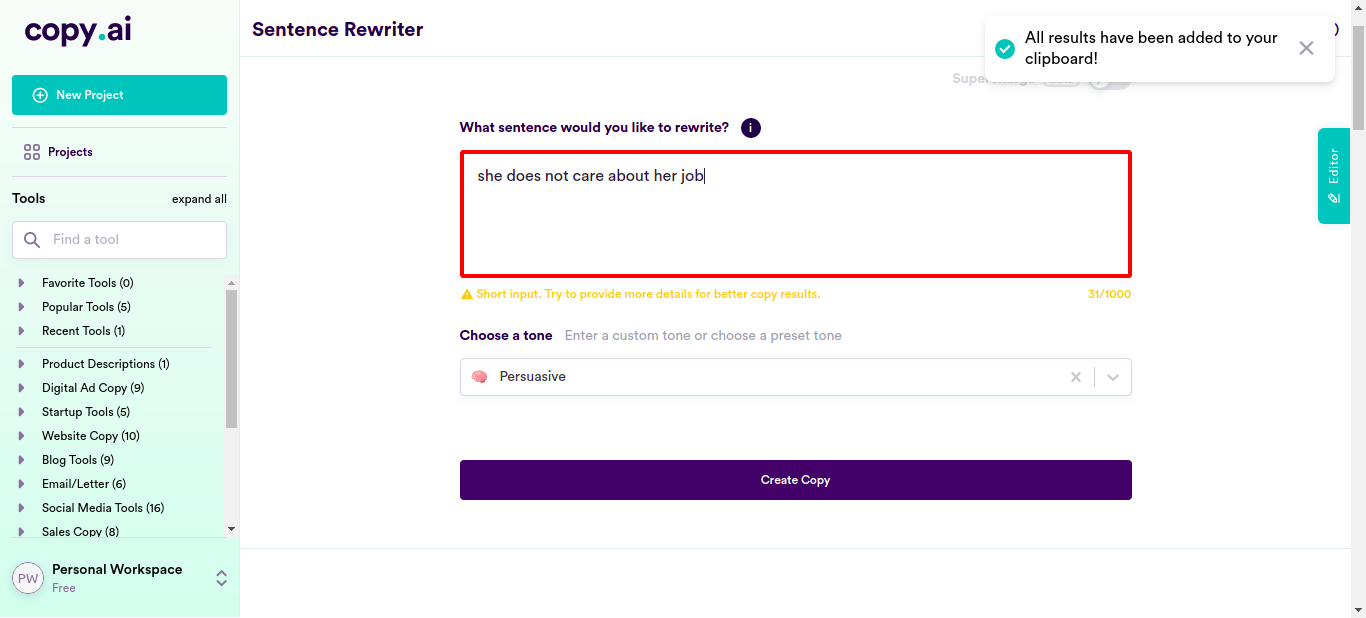 copy.ai
New Project
Projects
Tools
expand all
Find a tool
Favorite Tools (0)
Popular Tools (5)
Recent Tools (1)
Product Descriptions (1)
Digital Ad Copy (9)
Startup Tools (5)
Website Copy (10)
Blog Tools (9)
Email/Letter (6)
Social Media Tools (16)
Sales Copy (8)
PW
Personal Workspace
Free
Sentence Rewriter
All results have been added to your
clipboard!
What sentence would you like to rewrite? i
she does not care about her job
Short input. Try to provide more details for better copy results. 31/1000
Choose a tone Enter a custom tone or choose a preset tone
Persuasive
Create Copy
Editor